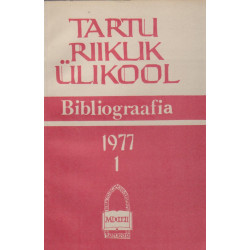 TARTU
RIIKLIK
ÜLIKOOL
Bibliograafia
1977
1